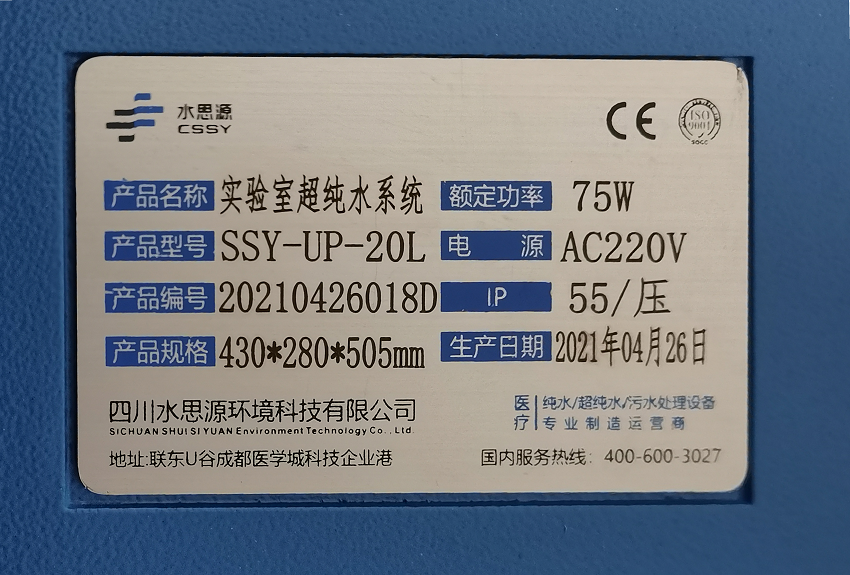 水思源
CSSY
CE
ISO
9001
SGCC
产品名称 实验室超纯水系统 额定功率 75W
产品型号 SSY-UP-20L 电 源 AC220V
产品编号 20210426018D I.P 55/压
产品规格 430*280*505mm 生产日期 2021年04月26日
四川水思源环境科技有限公司
SICHUAN SHUI SI YUAN Environment Technology Co., Ltd.
医疗 纯水/超纯水/污水处理设备
专业制造运营商
地址:联东U谷成都医学城科技企业港
国内服务热线：400-600-3027